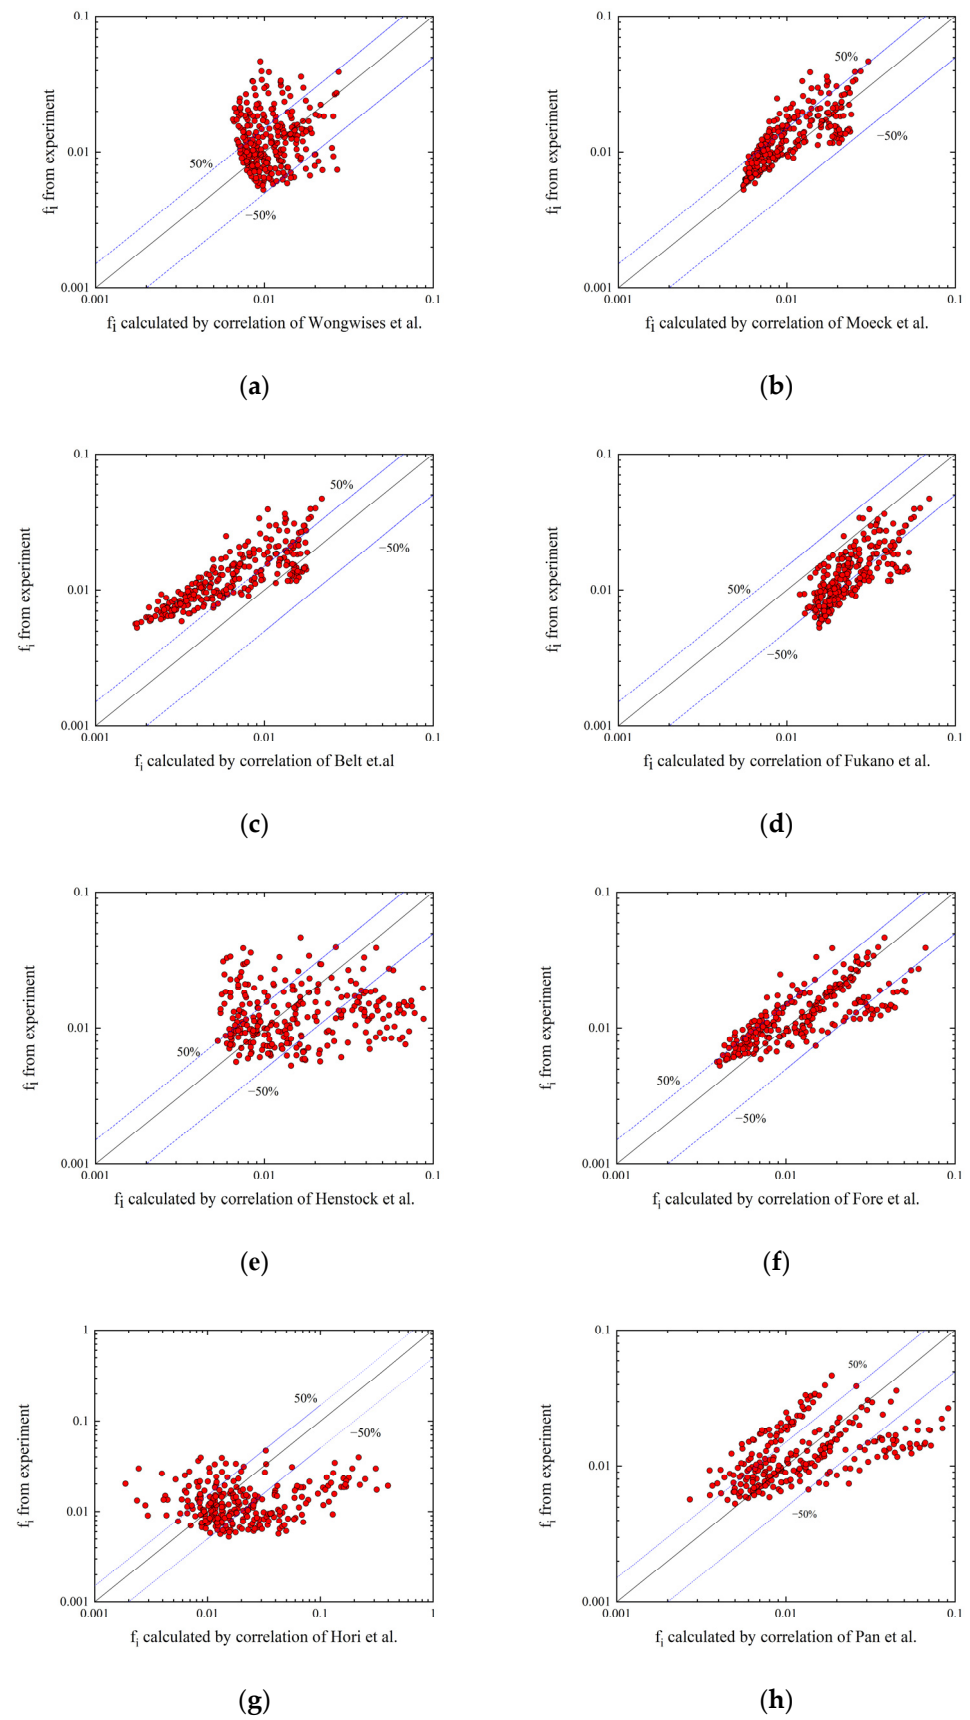 0.1
0.01
0.001
50%
−50%
0.001
0.01
0.1
fi from experiment
fi calculated by correlation of Wongwises et al.
(a)
0.1
0.01
0.001
50%
−50%
0.001
0.01
0.1
fi from experiment
fi calculated by correlation of Moeck et al.
(b)
0.1
0.01
0.001
50%
−50%
0.001
0.01
0.1
fi from experiment
fi calculated by correlation of Belt et.al
(c)
0.1
0.01
0.001
50%
−50%
0.001
0.01
0.1
fi from experiment
fi calculated by correlation of Fukano et al.
(d)
0.1
0.01
0.001
50%
−50%
0.001
0.01
0.1
fi from experiment
fi calculated by correlation of Henstock et al.
(e)
0.1
0.01
0.001
50%
−50%
0.001
0.01
0.1
fi from experiment
fi calculated by correlation of Fore et al.
(f)
1
0.1
0.01
0.001
50%
−50%
0.001
0.01
0.1
1
fi from experiment
fi calculated by correlation of Hori et al.
(g)
0.1
0.01
0.001
50%
−50%
0.001
0.01
0.1
fi from experiment
fi calculated by correlation of Pan et al.
(h)